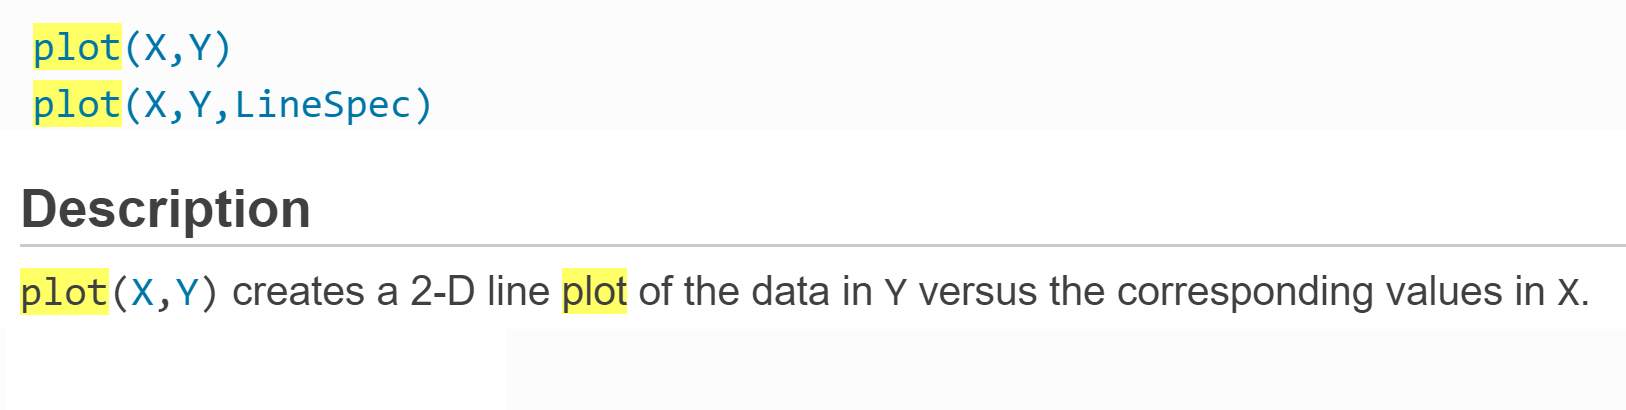 plot(X,Y)
plot(X,Y,LineSpec)
Description
plot(X,Y) creates a 2-D line plot of the data in Y versus the corresponding values in X.